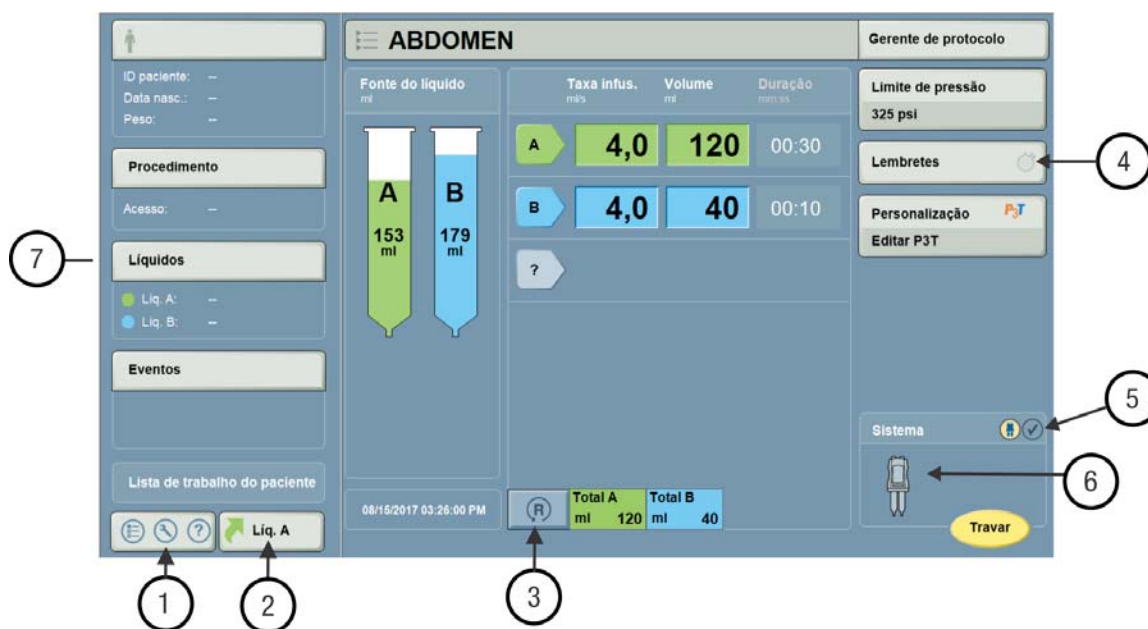 ABDOMEN
Gerente de protocolo
ID paciente: --
Data nasc.: --
Peso: --
Procedimento
Acesso: --
Líquidos
Líq. A: --
Líq. B: --
Eventos
Lista de trabalho do paciente
? Líq. A
Fonte do líquido
ml
A
153
ml
B
179
ml
08/15/2017 03:26:00 PM
Taxa infus. Volume Duração
ml/s ml mm:ss
A 4,0 120 00:30
B 4,0 40 00:10
?
R
Total A
ml 120
Total B
ml 40
Limite de pressão
325 psi
Lembretes
Personalização P3T
Editar P3T
Sistema
Travar
1
2
3
4
5
6
7